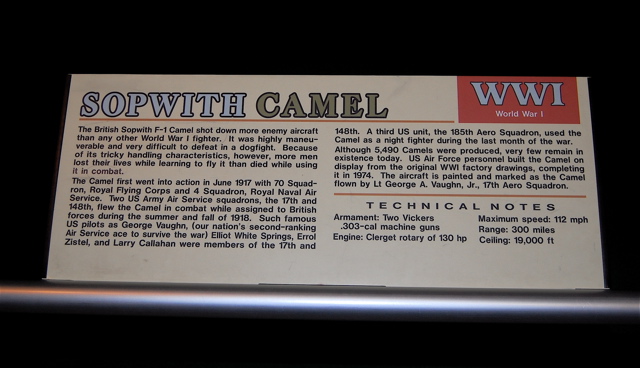 SOPWITH CAMEL
WWI
World War I
The British Sopwith F-1 Camel shot down more enemy aircraft
than any other World War I fighter. It was highly maneu-
verable and very difficult to defeat in a dogfight. Because
of its tricky handling characteristics, however, more men
lost their lives while learning to fly it than died while using
it in combat.
The Camel first went into action in June 1917 with 70 Squad-
ron, Royal Flying Corps and 4 Squadron, Royal Naval Air
Service. Two US Army Air Service squadrons, the 17th and
148th, flew the Camel in combat while assigned to British
forces during the summer and fall of 1918. Such famous
US pilots as George Vaughn, (our nation's second-ranking
Air Service ace to survive the war) Elliot White Springs, Errol
Zistel, and Larry Callahan were members of the 17th and
148th. A third US unit, the 185th Aero Squadron, used the
Camel as a night fighter during the last month of the war.
Although 5,490 Camels were produced, very few remain in
existence today. US Air Force personnel built the Camel on
display from the original WWI factory drawings, completing
it in 1974. The aircraft is painted and marked as the Camel
flown by Lt George A. Vaughn, Jr., 17th Aero Squadron.
TECHNICAL NOTES
Armament: Two Vickers
.303-cal machine guns
Engine: Clerget rotary of 130 hp
Maximum speed: 112 mph
Range: 300 miles
Ceiling: 19,000 ft